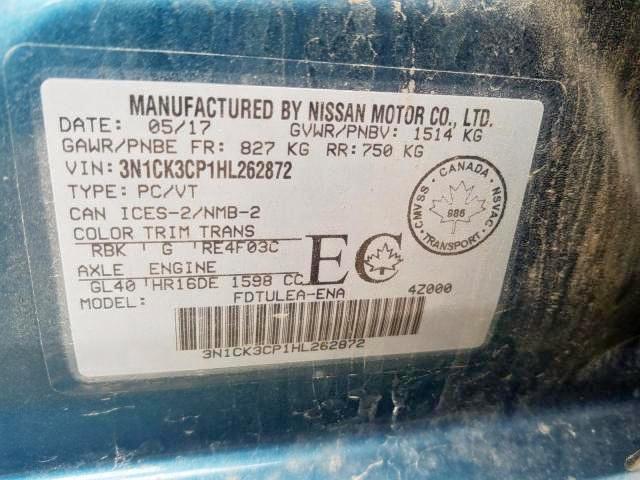 MANUFACTURED BY NISSAN MOTOR CO., LTD.
DATE: 05/17 GVWR/PNBV: 1514 KG
GAWR/PNBE FR: 827 KG RR: 750 KG
VIN: 3N1CK3CP1HL262872
TYPE: PC/VT
CAN ICES-2/NMB-2
COLOR TRIM TRANS
RBK ' G 'RE4F03C
AXLE ENGINE
GL40 'HR16DE 1598 CC
MODEL: FDTULEA-ENA 4Z000
EC
CANADA
CMVSS NSVAC
986
TRANSPORT
3N1CK3CP1HL262872